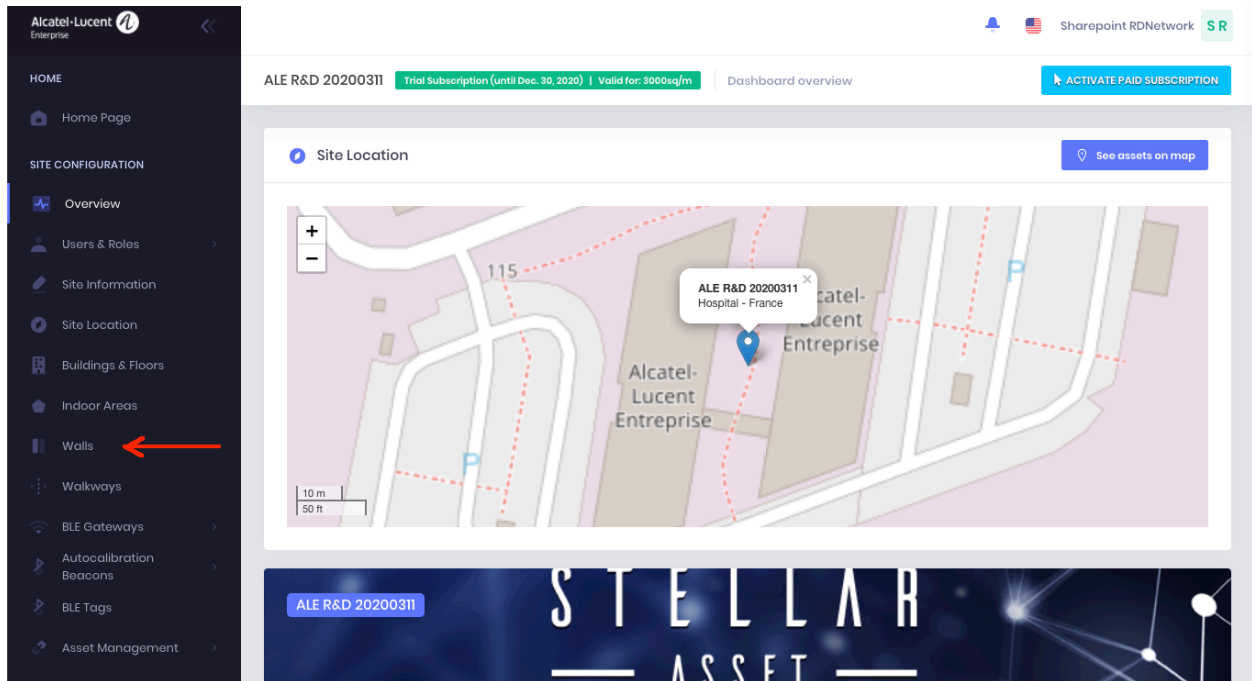 Alcatel·Lucent
Enterprise
HOME
Home Page
SITE CONFIGURATION
Overview
Users & Roles
Site Information
Site Location
Buildings & Floors
Indoor Areas
Walls
Walkways
BLE Gateways
Autocalibration
Beacons
BLE Tags
Asset Management
Sharepoint RDNetwork S R
ALE R&D 20200311 Trial Subscription (until Dec. 30, 2020) | Valid for: 3000sq/m Dashboard overview ACTIVATE PAID SUBSCRIPTION
Site Location See assets on map
+
−
115
P
ALE R&D 20200311 ×
Hospital - France
catel-
Lucent
Entreprise
Alcatel-
Lucent
Entreprise
P
10 m
50 ft
ALE R&D 20200311
STELLAR
ASSET